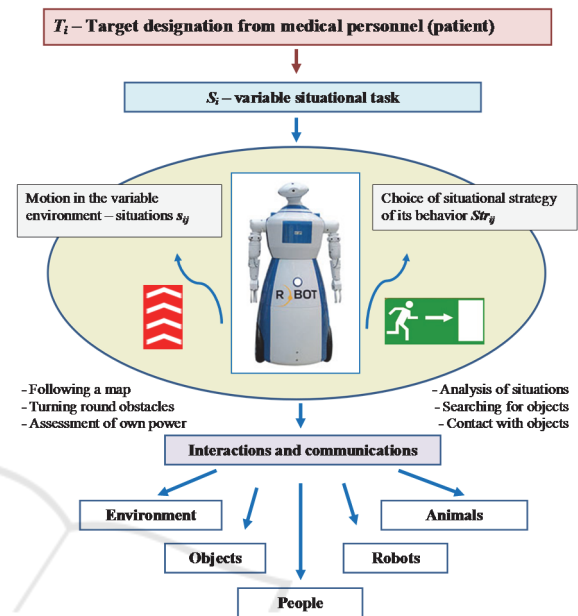 Ti – Target designation from medical personnel (patient)
Si – variable situational task
Motion in the variable
environment – situations sij
Choice of situational strategy
of its behavior Strij
ROBOT
- Following a map
- Turning round obstacles
- Assessment of own power
- Analysis of situations
- Searching for objects
- Contact with objects
Interactions and communications
Environment
Animals
Objects
Robots
People